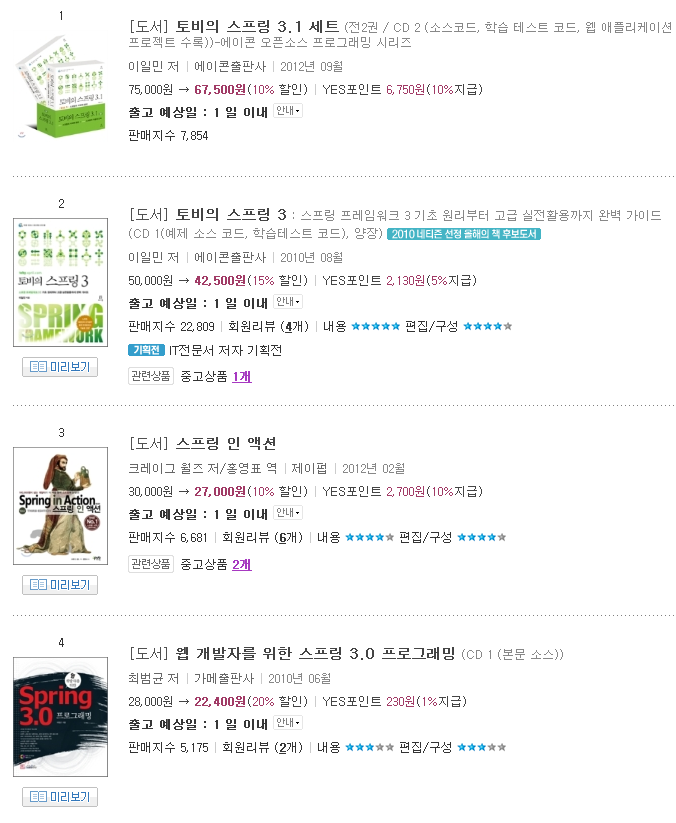 1
[도서] 토비의 스프링 3.1 세트 (전2권 / CD 2 (소스코드, 학습 테스트 코드, 웹 애플리케이션
프로젝트 수록))-에이콘 오픈소스 프로그래밍 시리즈
이일민 저 | 에이콘출판사 | 2012년 09월
75,000원 → 67,500원(10% 할인) | YES포인트 6,750원(10%지급)
출고 예상일 : 1 일 이내 안내
판매지수 7,854
토비의 스프링 3.1
2
[도서] 토비의 스프링 3 : 스프링 프레임워크 3 기초 원리부터 고급 실전활용까지 완벽 가이드
(CD 1(예제 소스 코드, 학습테스트 코드), 양장) 2010 네티즌 선정 올해의 책 후보도서
이일민 저 | 에이콘출판사 | 2010년 08월
50,000원 → 42,500원(15% 할인) | YES포인트 2,130원(5%지급)
출고 예상일 : 1 일 이내 안내
판매지수 22,809 | 회원리뷰 (4개) | 내용 ★★★★★ 편집/구성 ★★★★★
기획전 IT전문서 저자 기획전
관련상품 중고상품 1개
토비의 스프링 3
SPRING
FRAMEWORK
미리보기
3
[도서] 스프링 인 액션
크레이그 월즈 저/홍영표 역 | 제이펍 | 2012년 02월
30,000원 → 27,000원(10% 할인) | YES포인트 2,700원(10%지급)
출고 예상일 : 1 일 이내 안내
판매지수 6,681 | 회원리뷰 (6개) | 내용 ★★★★★ 편집/구성 ★★★★★
관련상품 중고상품 2개
Spring in Action
스프링 인 액션
No.1
미리보기
4
[도서] 웹 개발자를 위한 스프링 3.0 프로그래밍 (CD 1 (본문 소스))
최범균 저 | 가메출판사 | 2010년 06월
28,000원 → 22,400원(20% 할인) | YES포인트 230원(1%지급)
출고 예상일 : 1 일 이내 안내
판매지수 5,175 | 회원리뷰 (2개) | 내용 ★★★★★ 편집/구성 ★★★★★
Spring
3.0 프로그래밍
미리보기